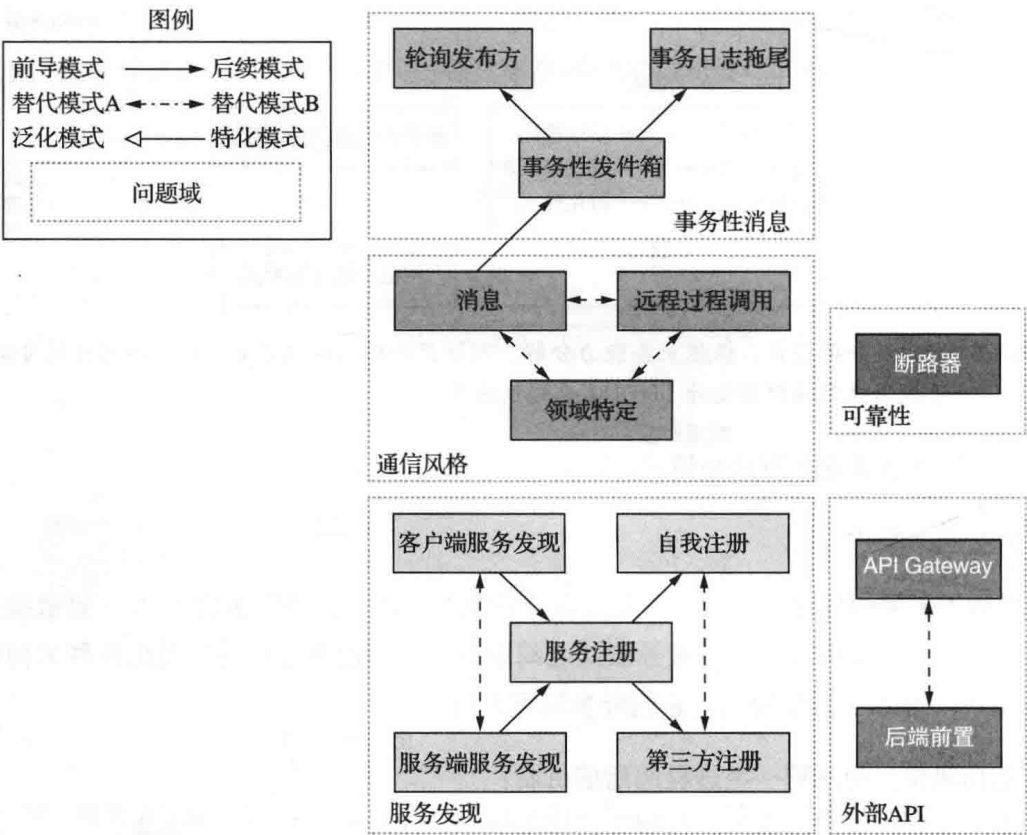 图例
前导模式 后续模式
替代模式A 替代模式B
泛化模式 特化模式
问题域
轮询发布方 事务日志拖尾
事务性发件箱
事务性消息
消息 远程过程调用
领域特定
通信风格
断路器
可靠性
客户端服务发现 自我注册
服务注册
服务端服务发现 第三方注册
服务发现
API Gateway
后端前置
外部API